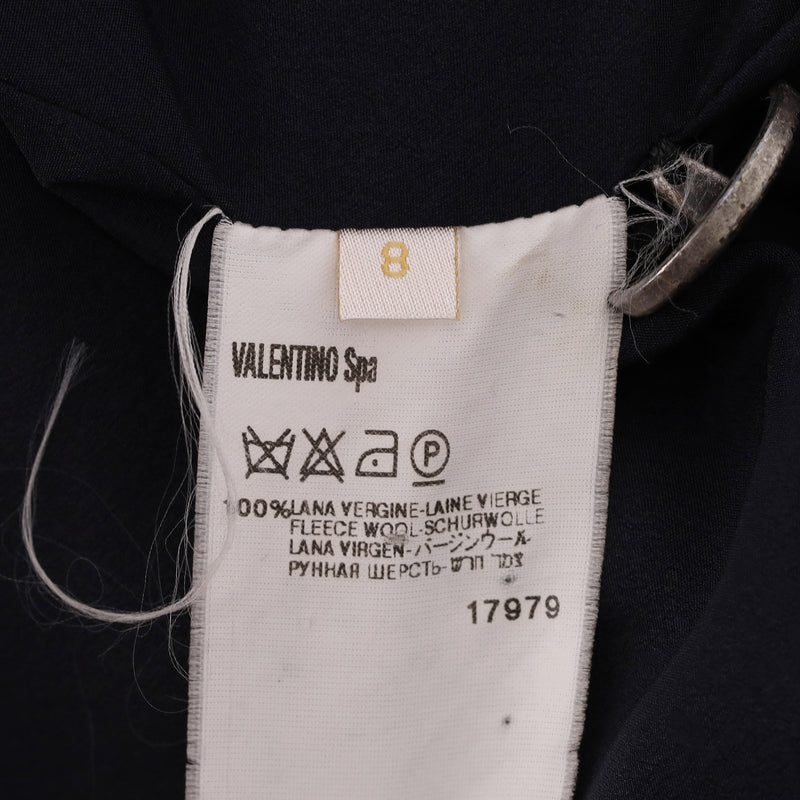 8
VALENTINO Spa
P
100% LANA VERGINE-LAINE VIERGE
FLEECE WOOL-SCHURWOLLE
LANA VIRGEN-バージンウール
РУННАЯ ШЕРСТЬ-צמר חדש
17979